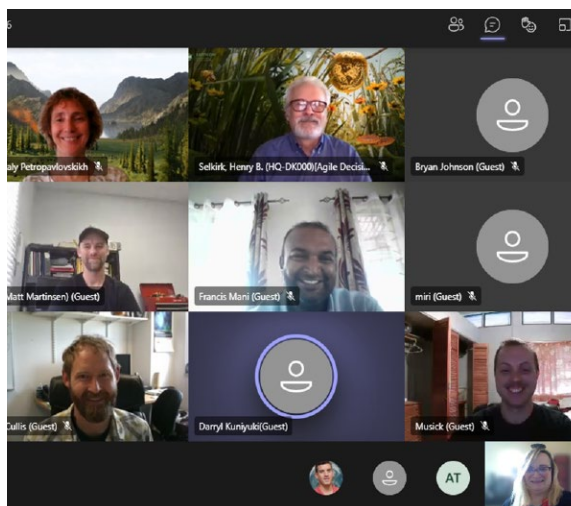 6
aly Petropavlovskikh
Selkirk, Henry B. (HQ-DK000)[Agile Decisi...
Bryan Johnson (Guest)
Matt Martinsen) (Guest)
Francis Mani (Guest)
miri (Guest)
Cullis (Guest)
Darryl Kuniyuki(Guest)
Musick (Guest)
AT